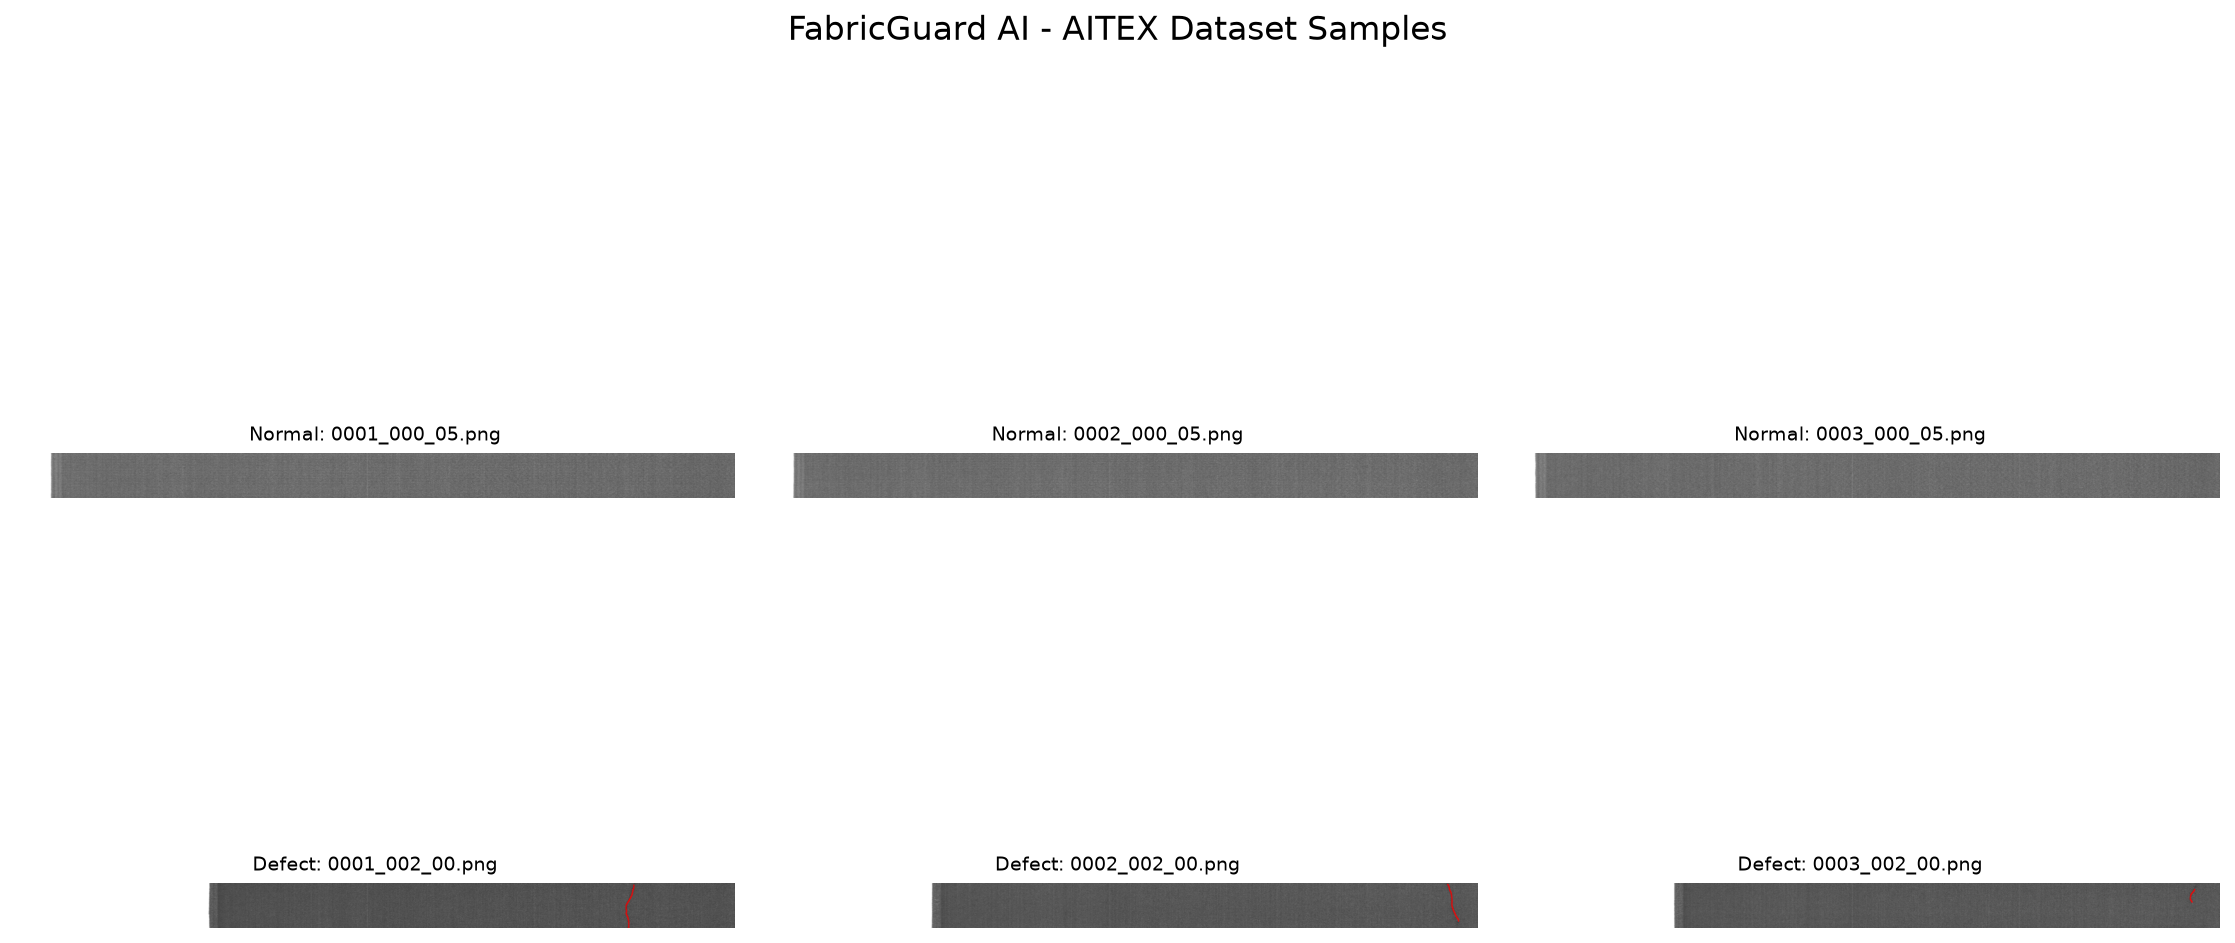 FabricGuard AI - AITEX Dataset Samples
Normal: 0001_000_05.png
Normal: 0002_000_05.png
Normal: 0003_000_05.png
Defect: 0001_002_00.png
Defect: 0002_002_00.png
Defect: 0003_002_00.png